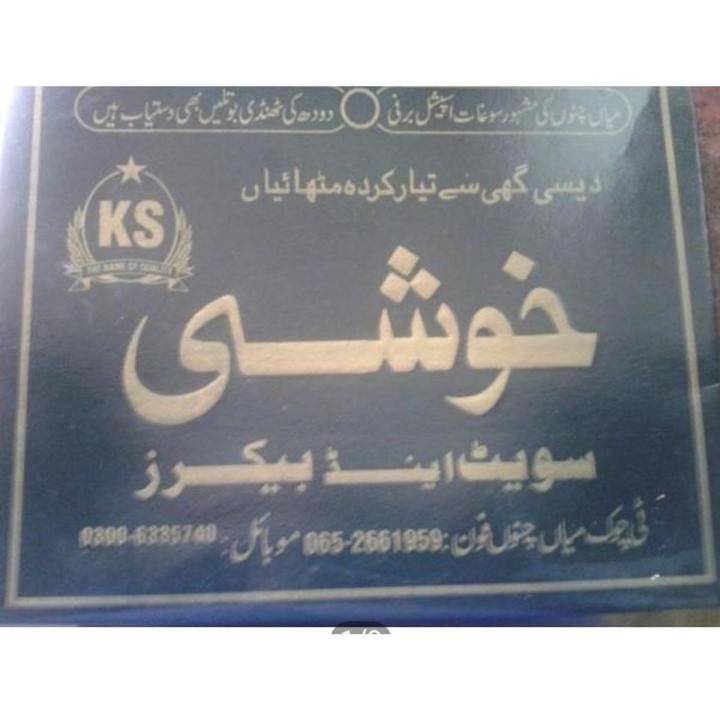 میاں چنوں کی مشہور سوغات اسپیشل برفی
دودھ کی ٹھنڈی بوتلیں بھی دستیاب ہیں
دیسی گھی سے تیار کردہ مٹھائیاں
KS
THE NAME OF QUALITY
خوشی
سویٹ اینڈ بیکرز
ٹی چوک میاں چنوں فون: 065-2661959 موبائل: 0300-6335740